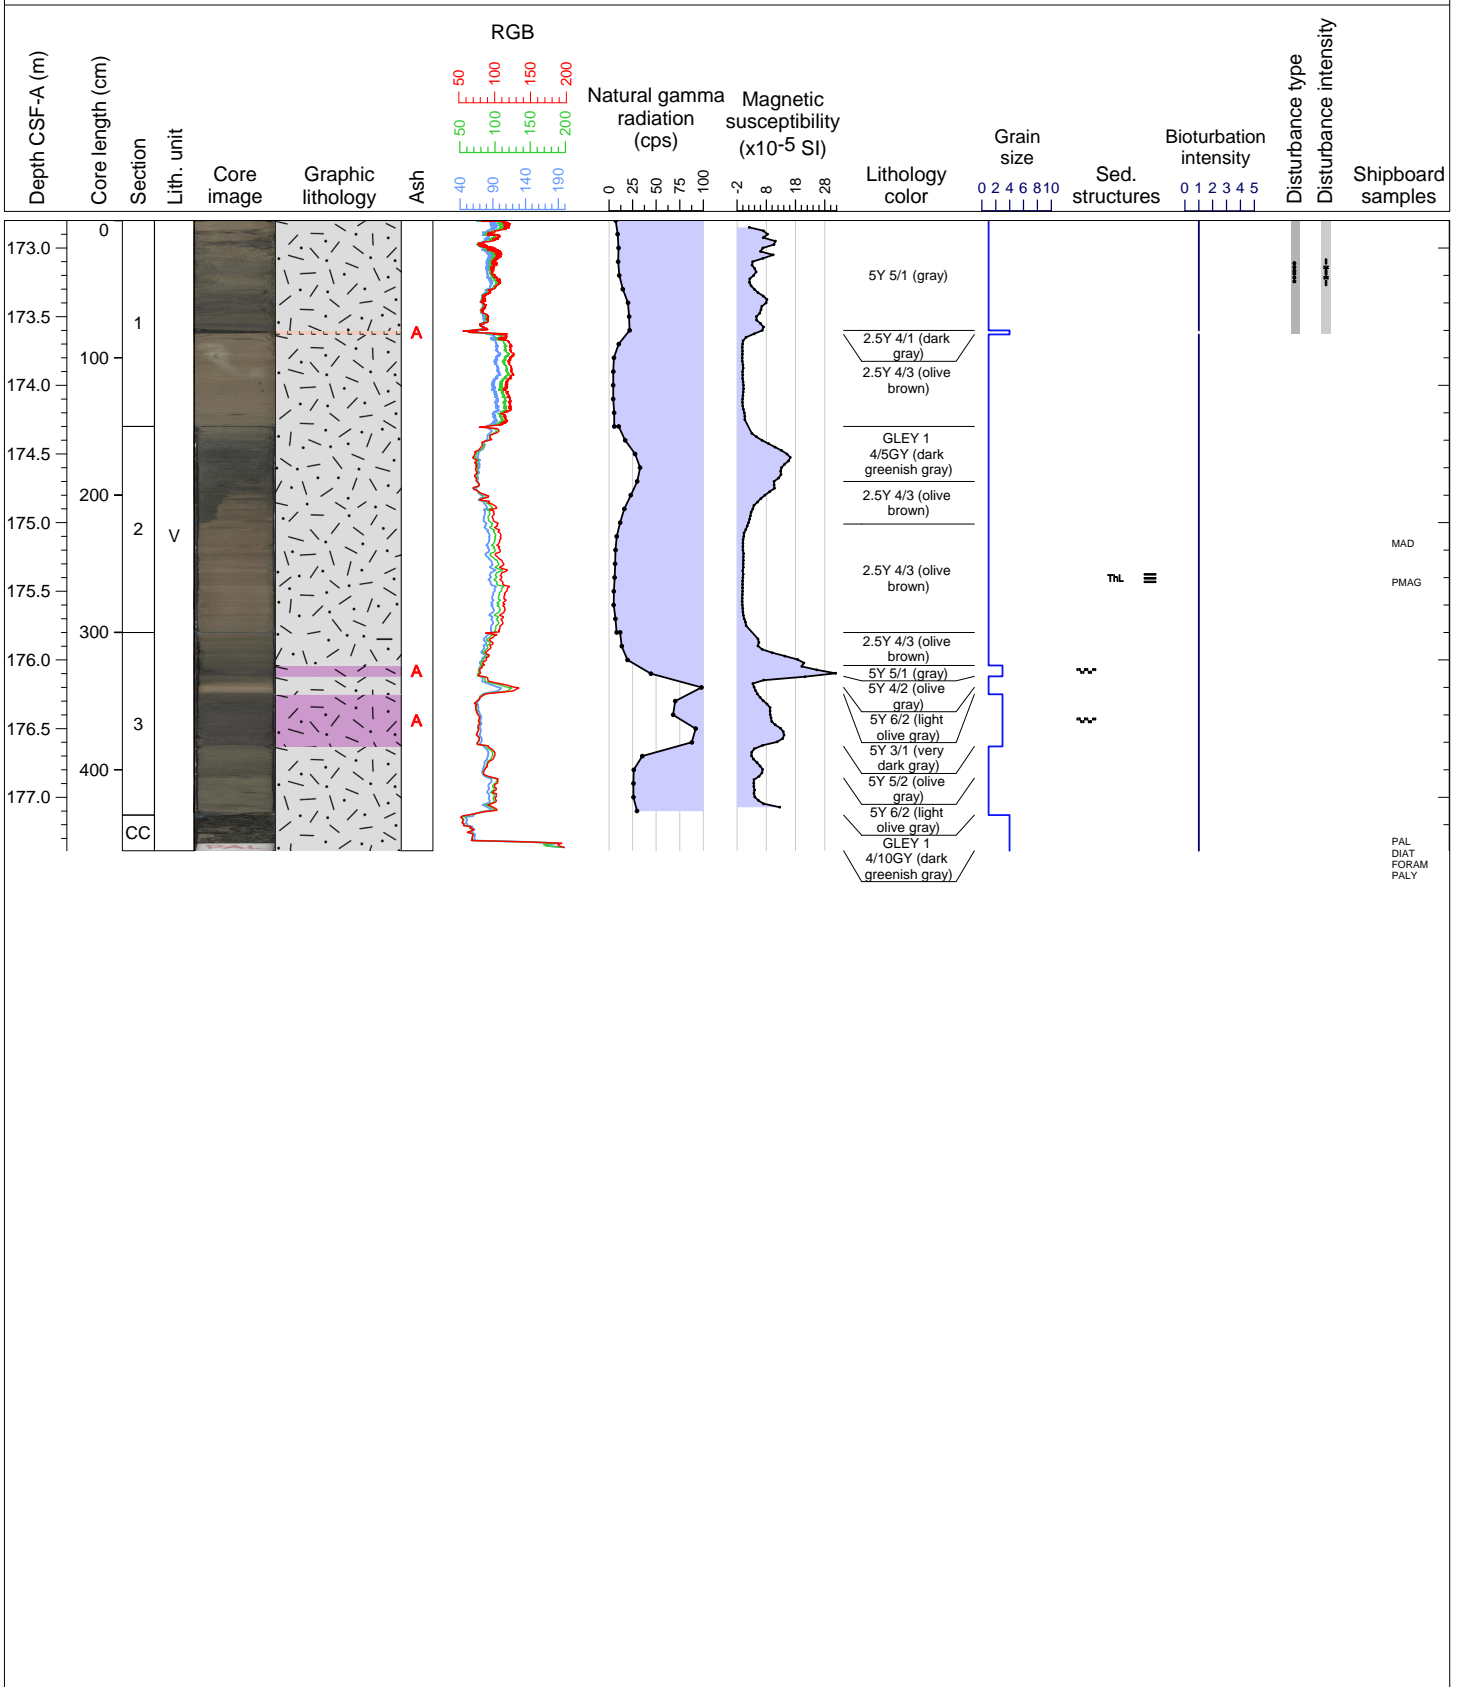 Depth CSF-A (m)
Core length (cm)
Section
Lith. unit
Core
image
Graphic
lithology
Ash
RGB
50 100 150 200
50 100 150 200
40 90 140 190
Natural gamma
radiation
(cps)
0 25 50 75 100
Magnetic
susceptibility
(x10-5 SI)
-2 8 18 28
Lithology
color
Grain
size
0 2 4 6 8 10
Sed.
structures
Bioturbation
intensity
0 1 2 3 4 5
Disturbance type
Disturbance intensity
Shipboard
samples
173.0
173.5
174.0
174.5
175.0
175.5
176.0
176.5
177.0
0
100
200
300
400
1
2
3
CC
V
PAL
A
A
A
5Y 5/1 (gray)
2.5Y 4/1 (dark
gray)
2.5Y 4/3 (olive
brown)
GLEY 1
4/5GY (dark
greenish gray)
2.5Y 4/3 (olive
brown)
2.5Y 4/3 (olive
brown)
2.5Y 4/3 (olive
brown)
5Y 5/1 (gray)
5Y 4/2 (olive
gray)
5Y 6/2 (light
olive gray)
5Y 3/1 (very
dark gray)
5Y 5/2 (olive
gray)
5Y 6/2 (light
olive gray)
GLEY 1
4/10GY (dark
greenish gray)
ThL
MAD
PMAG
PAL
DIAT
FORAM
PALY